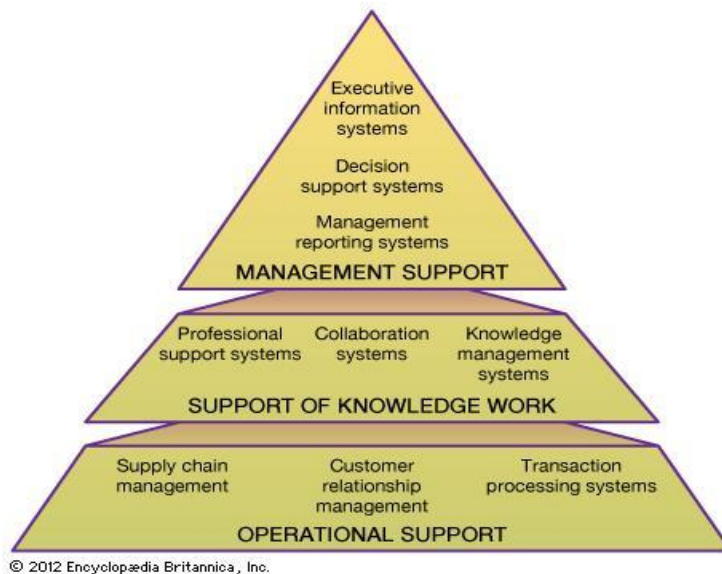 Executive
information
systems
Decision
support systems
Management
reporting systems
MANAGEMENT SUPPORT
Professional
support systems
Collaboration
systems
Knowledge
management
systems
SUPPORT OF KNOWLEDGE WORK
Supply chain
management
Customer
relationship
management
Transaction
processing systems
OPERATIONAL SUPPORT
© 2012 Encyclopædia Britannica, Inc.